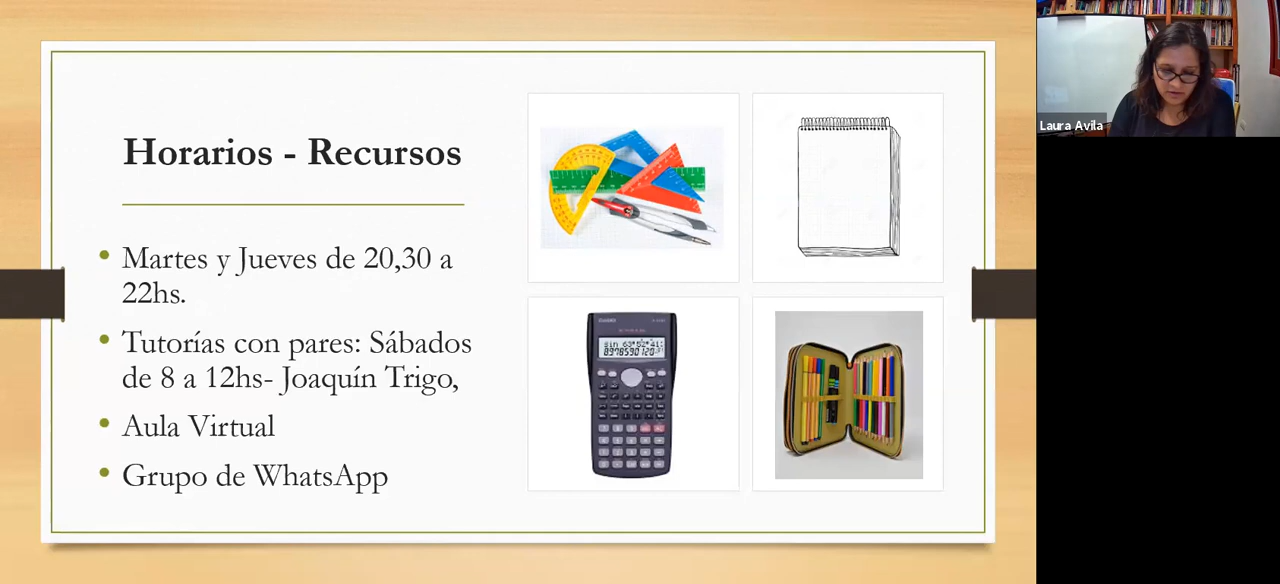 Horarios - Recursos
Martes y Jueves de 20,30 a
22hs.
Tutorías con pares: Sábados
de 8 a 12hs- Joaquín Trigo,
Aula Virtual
Grupo de WhatsApp
Laura Avila